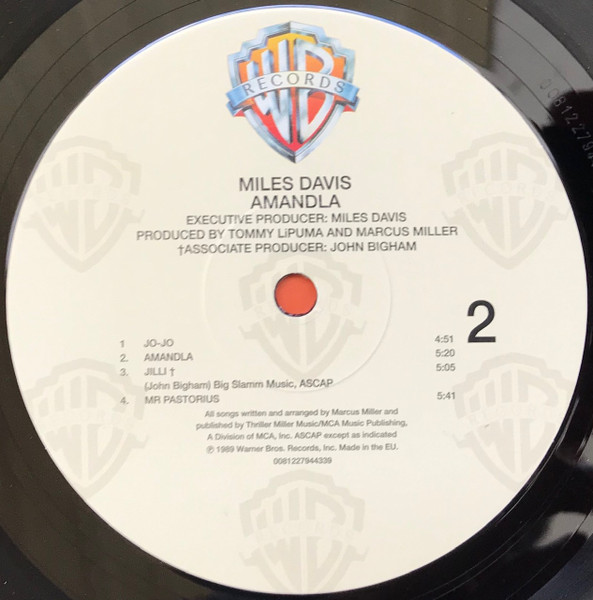 WB
RECORDS
MILES DAVIS
AMANDLA
EXECUTIVE PRODUCER: MILES DAVIS
PRODUCED BY TOMMY LiPUMA AND MARCUS MILLER
†ASSOCIATE PRODUCER: JOHN BIGHAM
2
1 JO-JO 4:51
2. AMANDLA 5:20
3. JILLI † 5:05
(John Bigham) Big Slamm Music, ASCAP
4. MR PASTORIUS 5:41
All songs written and arranged by Marcus Miller and
published by Thriller Miller Music/MCA Music Publishing,
A Division of MCA, Inc. ASCAP except as indicated
℗ 1989 Warner Bros. Records, Inc. Made in the EU.
0081227944339